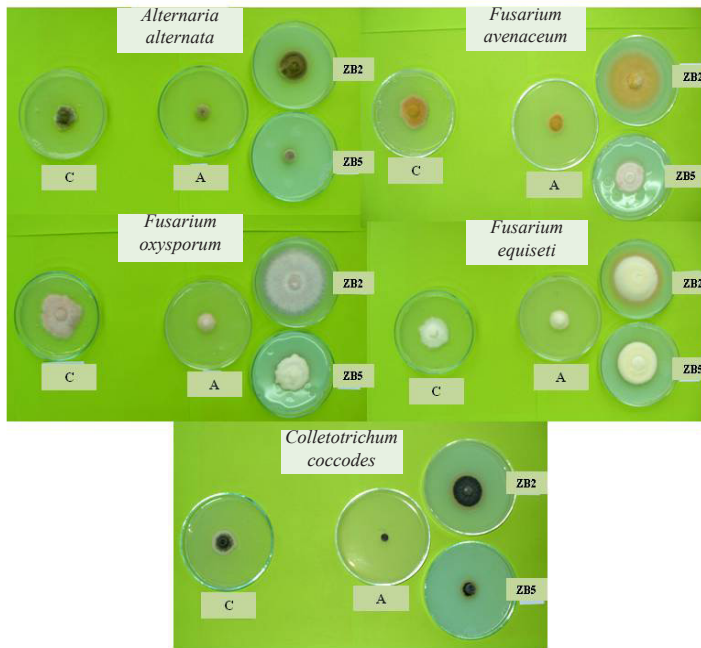 Alternaria
alternata
ZB2
C
A
ZB5
Fusarium
avenaceum
ZB2
C
A
ZB5
Fusarium
oxysporum
ZB2
C
A
ZB5
Fusarium
equiseti
ZB2
C
A
ZB5
Colletotrichum
coccodes
ZB2
C
A
ZB5